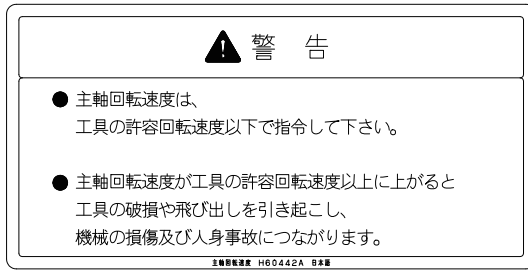 警 告
● 主軸回転速度は、
工具の許容回転速度以下で指令して下さい。
● 主軸回転速度が工具の許容回転速度以上に上がると
工具の破損や飛び出しを引き起こし、
機械の損傷及び人身事故につながります。
主軸回転速度 H60442A 日本語